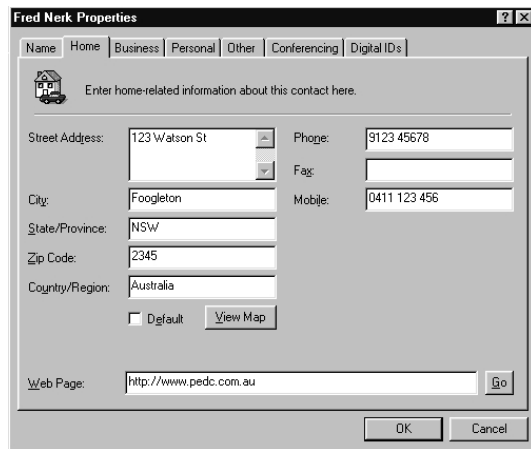 Fred Nerk Properties
Name Home Business Personal Other Conferencing Digital IDs
Enter home-related information about this contact here.
Street Address: 123 Watson St Phone: 9123 45678
Fax:
City: Foogleton Mobile: 0411 123 456
State/Province: NSW
Zip Code: 2345
Country/Region: Australia
Default View Map
Web Page: http://www.pedc.com.au Go
OK Cancel